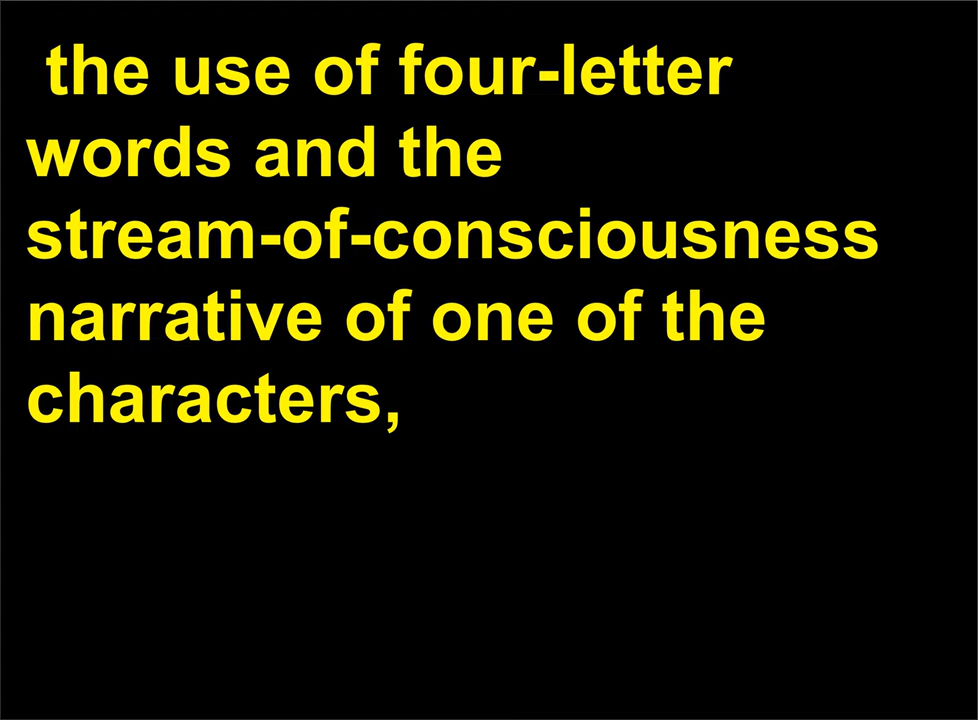 the use of four-letter
words and the
stream-of-consciousness
narrative of one of the
characters,